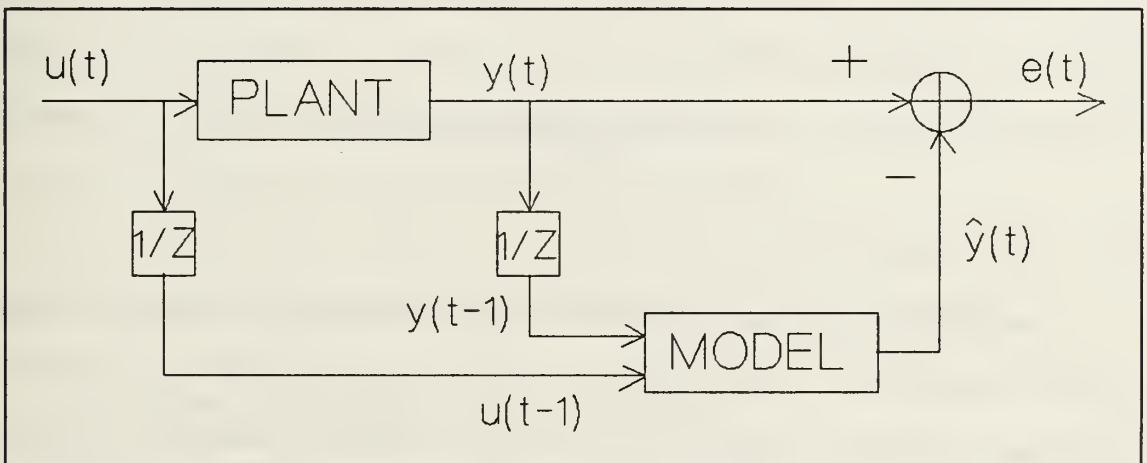 u(t)
PLANT
y(t)
+
e(t)
1/Z
1/Z
−
ŷ(t)
y(t−1)
MODEL
u(t−1)